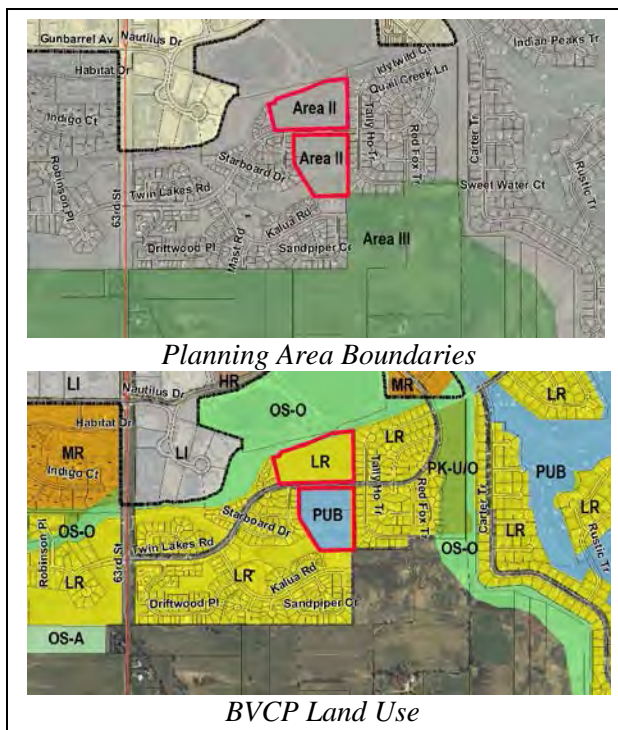 Gunbarrel Av
Nautilus Dr
Indian Peaks Tr
Habitat Dr
Idylwild Ct
Quail Creek Ln
Indigo Ct
Area II
Tally Ho Tr
Red Fox Tr
Carter Tr
Starboard Dr
Area II
Rustic Tr
Robinson Pl
63rd St
Twin Lakes Rd
Sweet Water Ct
Kalua Rd
Mast Rd
Driftwood Pl
Sandpiper Ct
Area III
Planning Area Boundaries
LI
HR
MR
LR
Nautilus Dr
OS-O
Habitat Dr
MR
Indigo Ct
LI
LR
LR
PK-U/O
PUB
Tally Ho Tr
Red Fox Tr
Carter Tr
LR
PUB
Starboard Dr
OS-O
Robinson Pl
63rd St
Twin Lakes Rd
OS-O
LR
Rustic Tr
LR
LR
Kalua Rd
Driftwood Pl
Sandpiper Ct
OS-A
BVCP Land Use